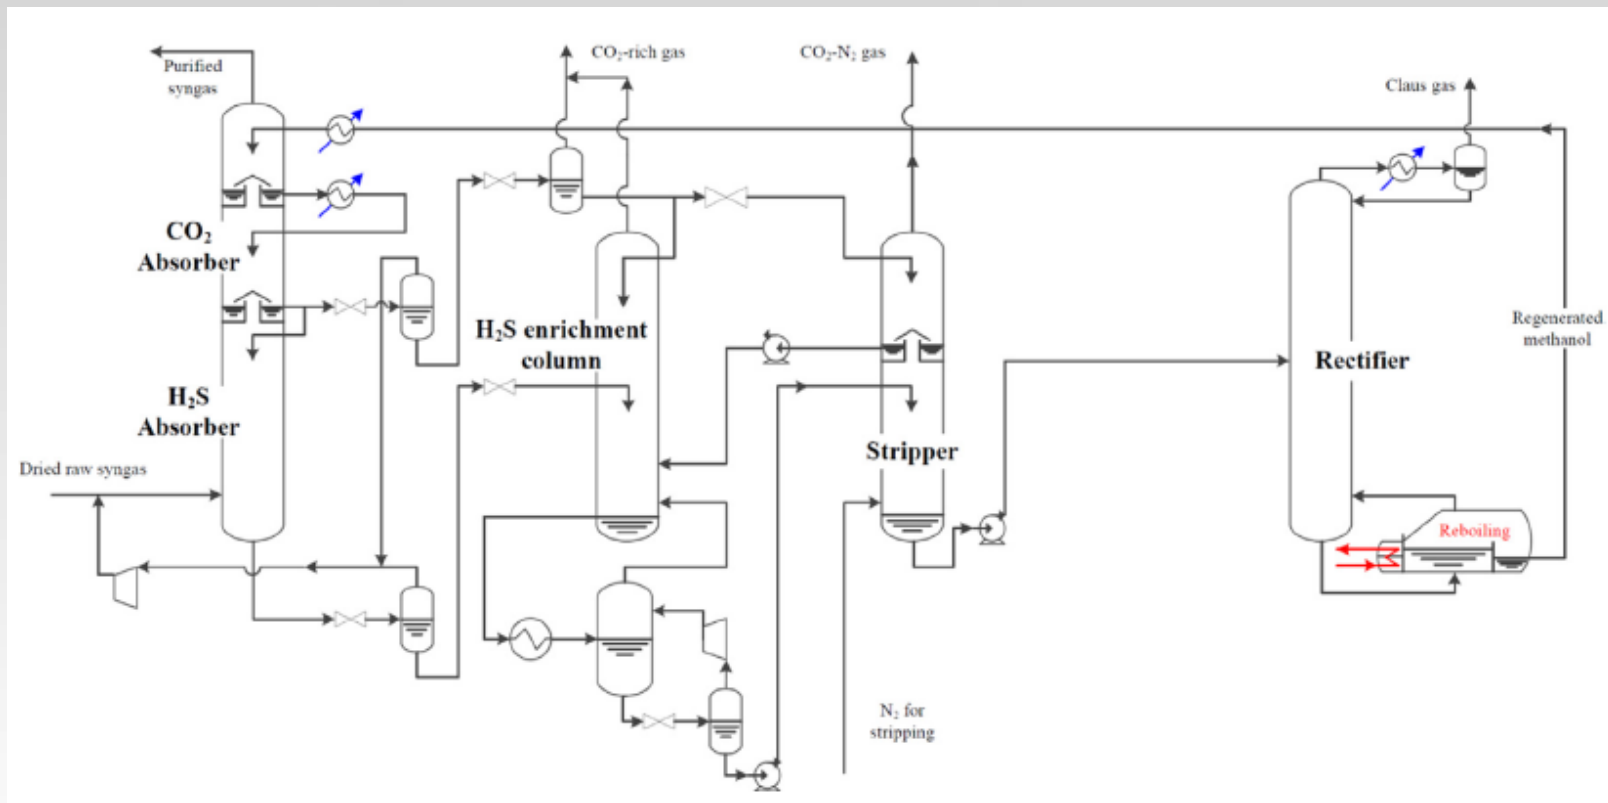 Purified
syngas
CO₂-rich gas
CO₂-N₂ gas
Claus gas
CO₂
Absorber
H₂S enrichment
column
Regenerated
methanol
Rectifier
H₂S
Absorber
Stripper
Dried raw syngas
Reboiling
N₂ for
stripping